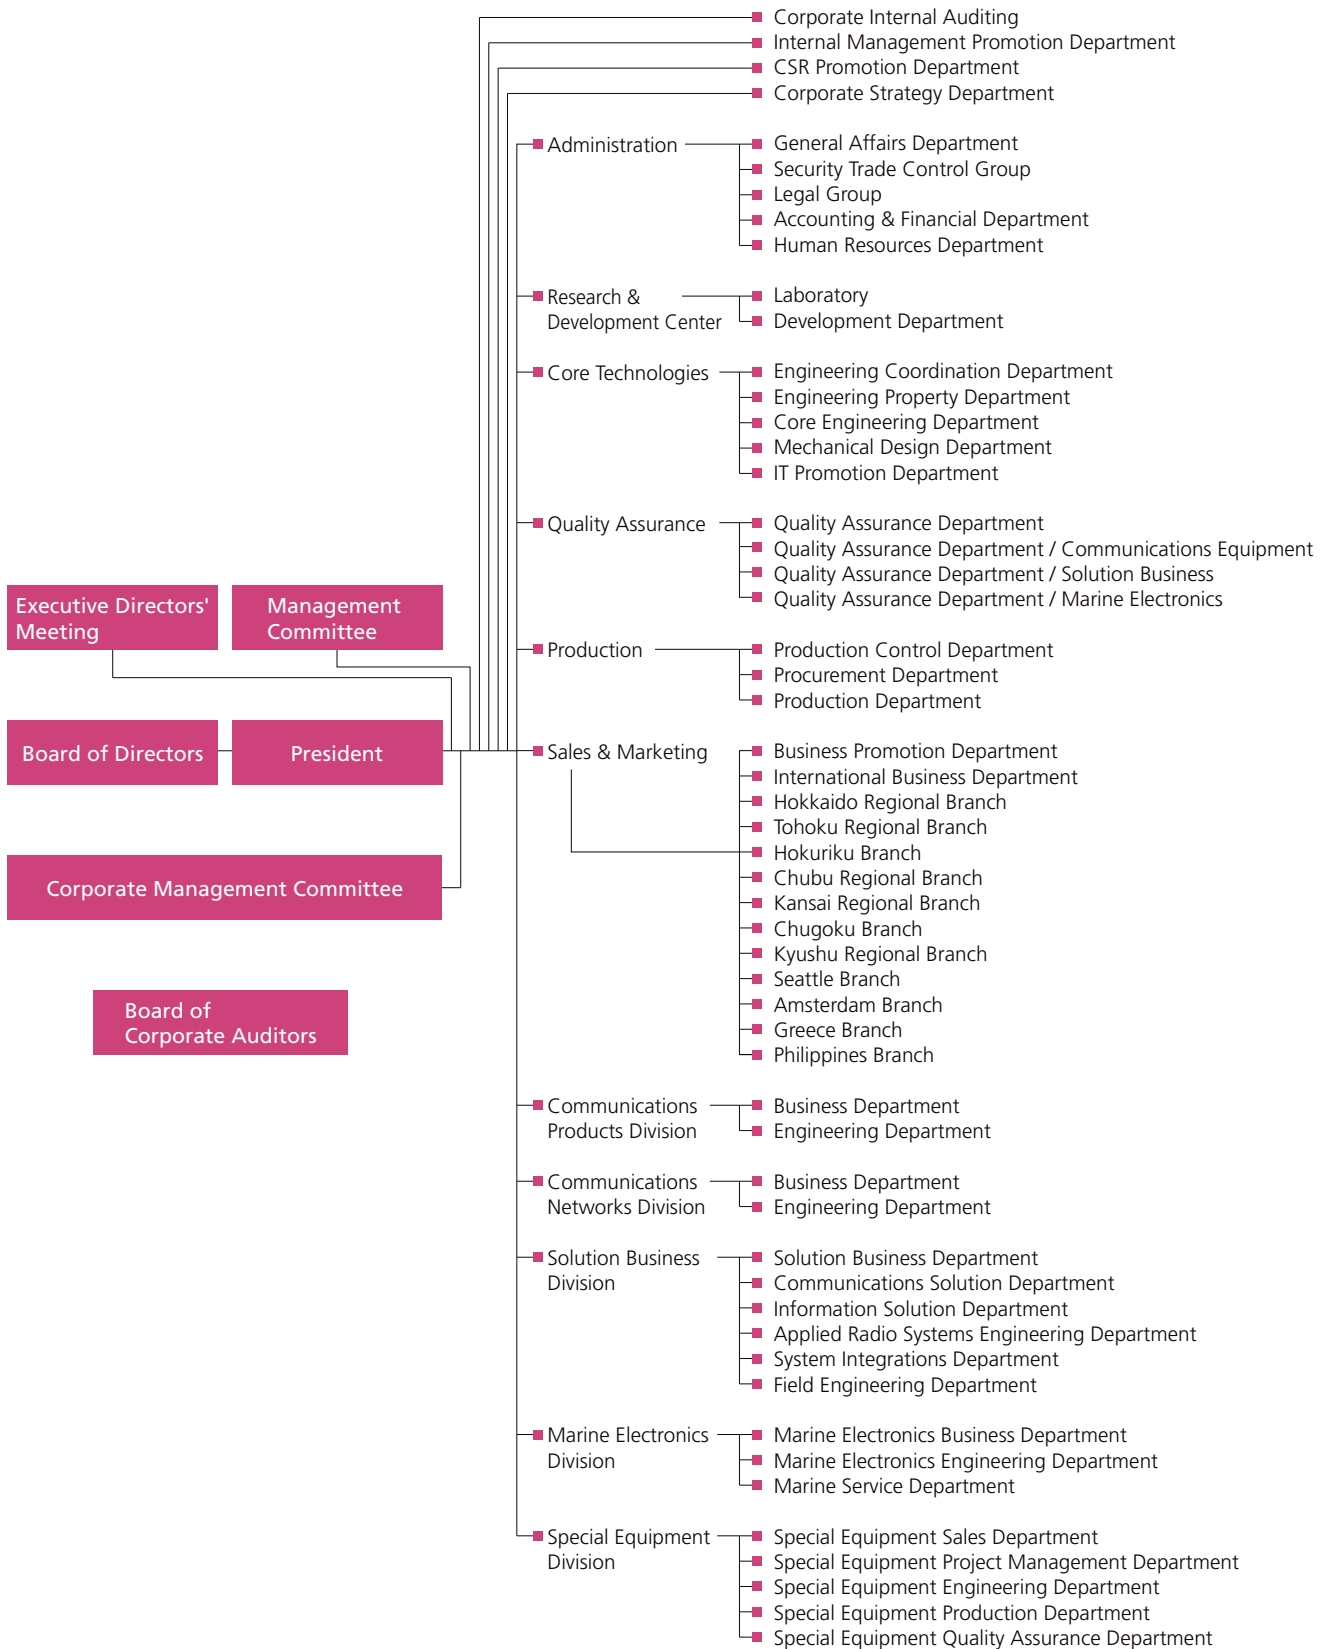 Corporate Internal Auditing
Internal Management Promotion Department
CSR Promotion Department
Corporate Strategy Department
Administration
General Affairs Department
Security Trade Control Group
Legal Group
Accounting & Financial Department
Human Resources Department
Research &
Development Center
Laboratory
Development Department
Core Technologies
Engineering Coordination Department
Engineering Property Department
Core Engineering Department
Mechanical Design Department
IT Promotion Department
Quality Assurance
Quality Assurance Department
Quality Assurance Department / Communications Equipment
Quality Assurance Department / Solution Business
Quality Assurance Department / Marine Electronics
Executive Directors'
Meeting
Management
Committee
Production
Production Control Department
Procurement Department
Production Department
Board of Directors
President
Sales & Marketing
Business Promotion Department
International Business Department
Hokkaido Regional Branch
Tohoku Regional Branch
Hokuriku Branch
Chubu Regional Branch
Kansai Regional Branch
Chugoku Branch
Kyushu Regional Branch
Seattle Branch
Amsterdam Branch
Greece Branch
Philippines Branch
Corporate Management Committee
Board of
Corporate Auditors
Communications
Products Division
Business Department
Engineering Department
Communications
Networks Division
Business Department
Engineering Department
Solution Business
Division
Solution Business Department
Communications Solution Department
Information Solution Department
Applied Radio Systems Engineering Department
System Integrations Department
Field Engineering Department
Marine Electronics
Division
Marine Electronics Business Department
Marine Electronics Engineering Department
Marine Service Department
Special Equipment
Division
Special Equipment Sales Department
Special Equipment Project Management Department
Special Equipment Engineering Department
Special Equipment Production Department
Special Equipment Quality Assurance Department